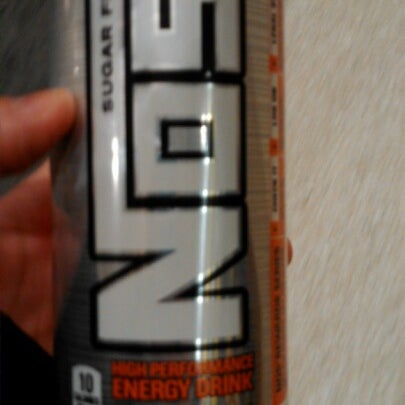 SUGAR F
NOS
HIGH PERFORMANCE
ENERGY DRINK
10